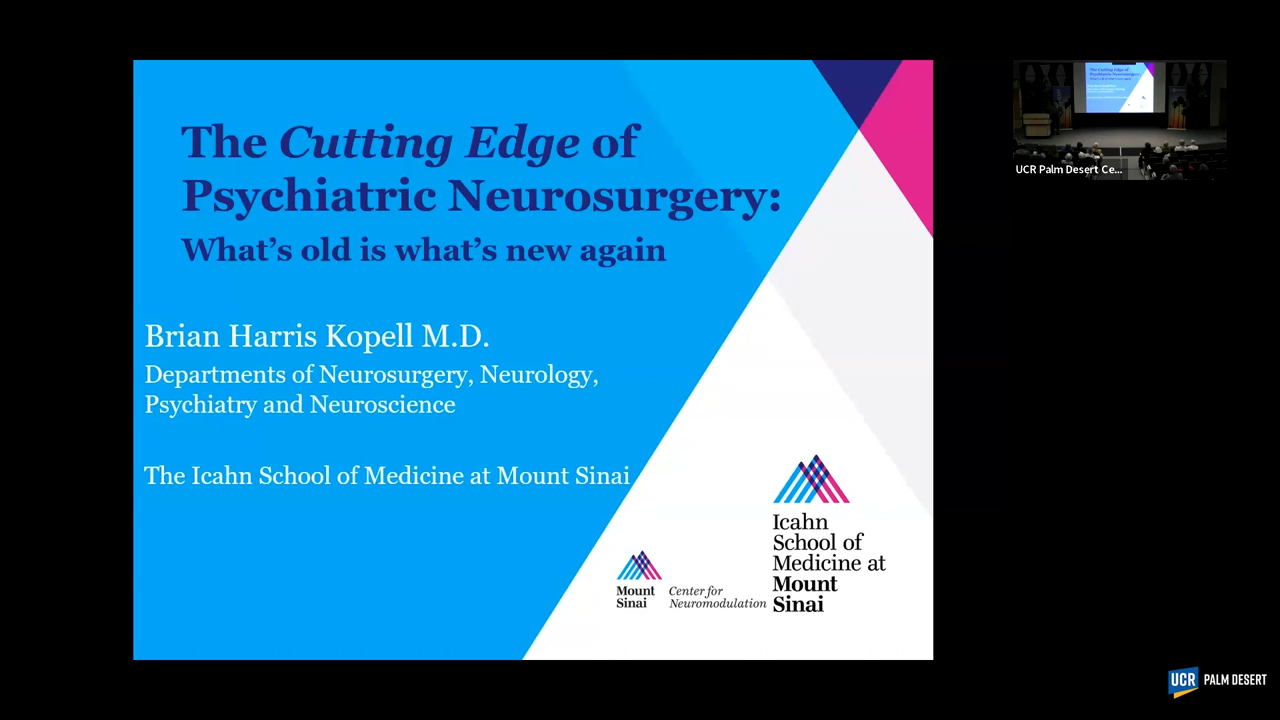 The Cutting Edge of
Psychiatric Neurosurgery:
What's old is what's new again
Brian Harris Kopell M.D.
Departments of Neurosurgery, Neurology,
Psychiatry and Neuroscience
The Icahn School of Medicine at Mount Sinai
Mount
Sinai
Center for
Neuromodulation
Icahn
School of
Medicine at
Mount
Sinai
UCR Palm Desert Ce...
UCR PALM DESERT